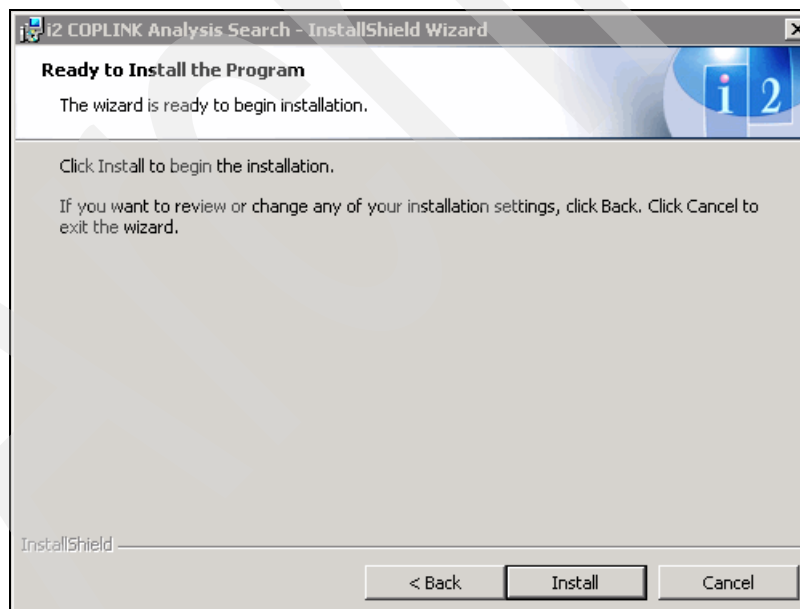 i2 COPLINK Analysis Search - InstallShield Wizard
Ready to Install the Program
The wizard is ready to begin installation.
i 2
Click Install to begin the installation.
If you want to review or change any of your installation settings, click Back. Click Cancel to
exit the wizard.
InstallShield
< Back Install Cancel